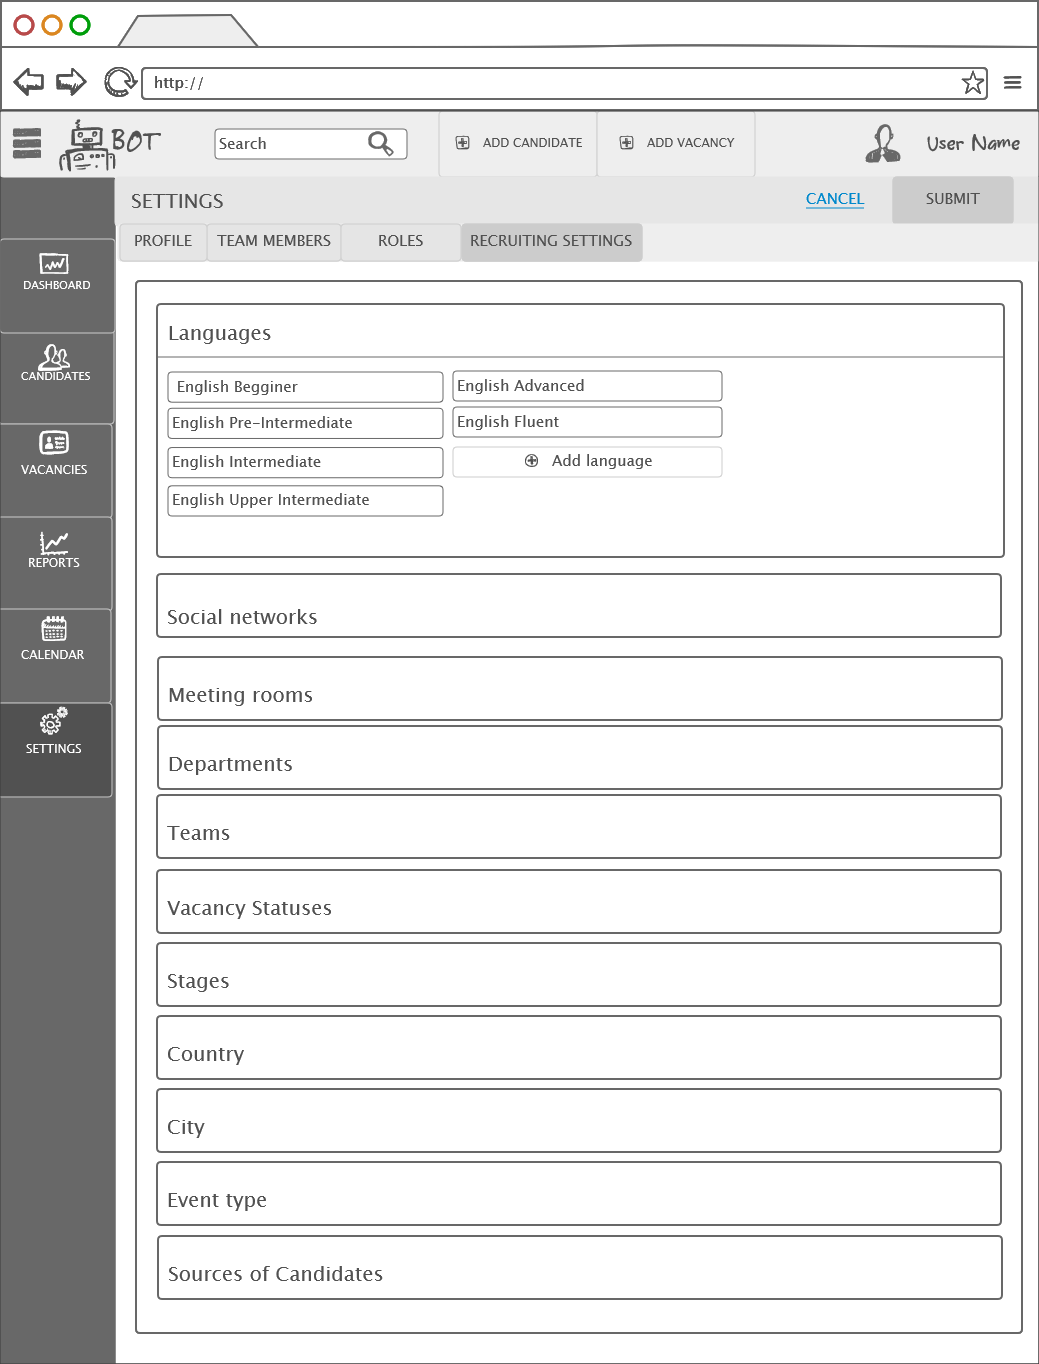 http://
BOT
Search
ADD CANDIDATE
ADD VACANCY
User Name
SETTINGS
CANCEL
SUBMIT
PROFILE
TEAM MEMBERS
ROLES
RECRUITING SETTINGS
DASHBOARD
CANDIDATES
VACANCIES
REPORTS
CALENDAR
SETTINGS
Languages
English Begginer
English Advanced
English Pre-Intermediate
English Fluent
English Intermediate
Add language
English Upper Intermediate
Social networks
Meeting rooms
Departments
Teams
Vacancy Statuses
Stages
Country
City
Event type
Sources of Candidates